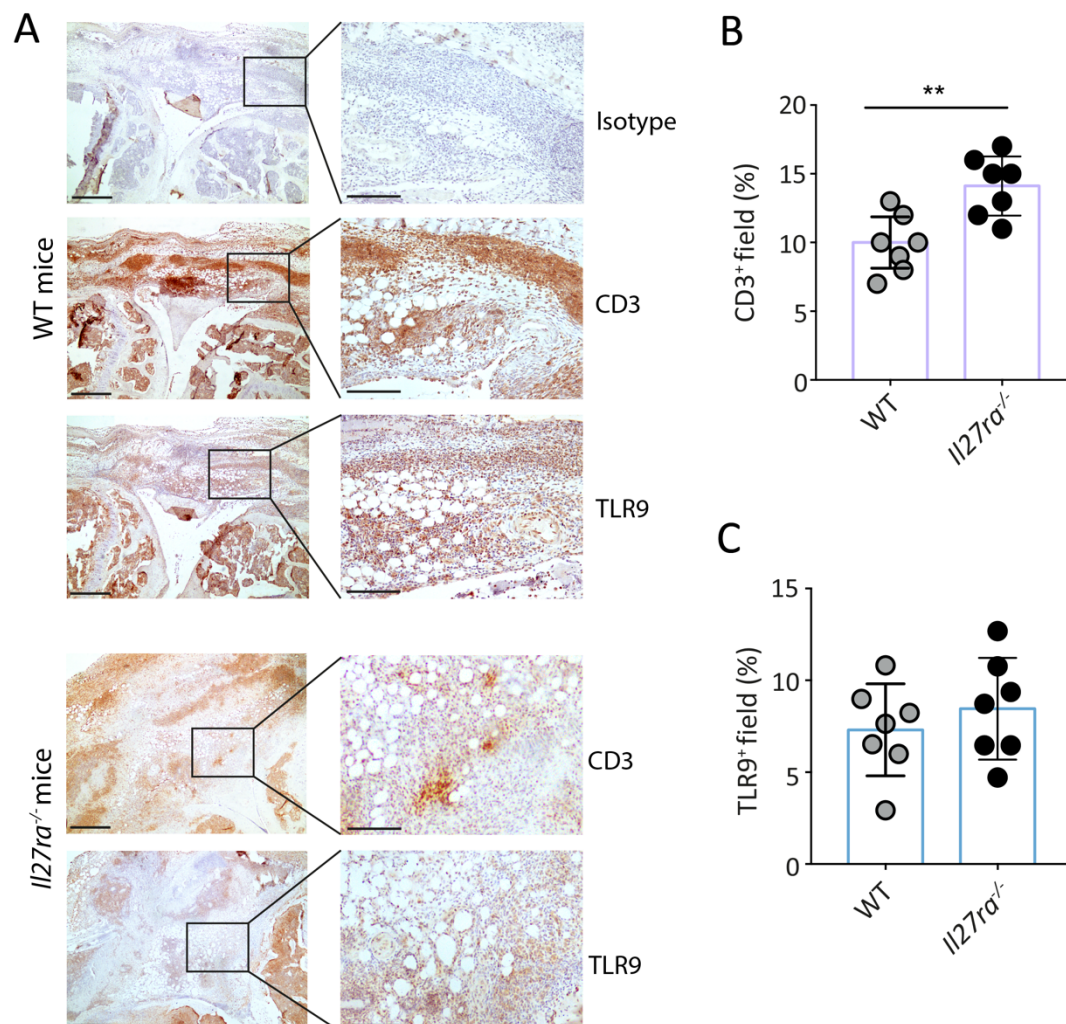 A
WT mice
Isotype
CD3
TLR9
Il27ra-/- mice
CD3
TLR9
B
**
CD3+ field (%)
20
15
10
5
0
WT
Il27ra-/-
C
TLR9+ field (%)
15
10
5
0
WT
Il27ra-/-